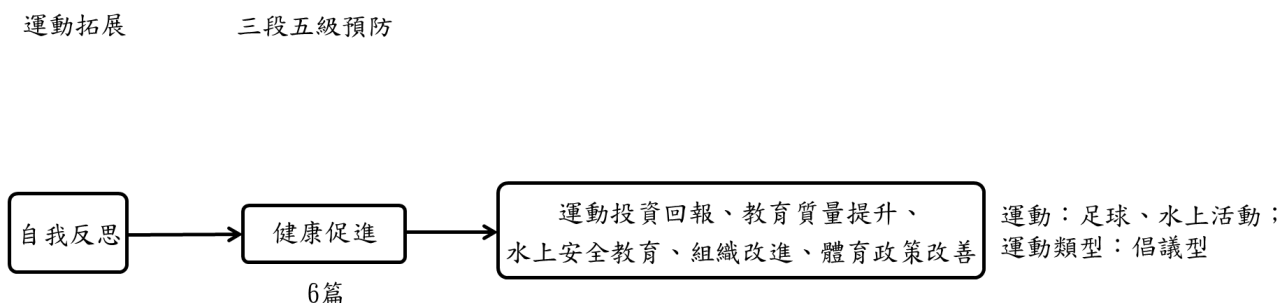 運動拓展
三段五級預防
自我反思
健康促進
6篇
運動投資回報、教育質量提升、
水上安全教育、組織改進、體育政策改善
運動：足球、水上活動；
運動類型：倡議型